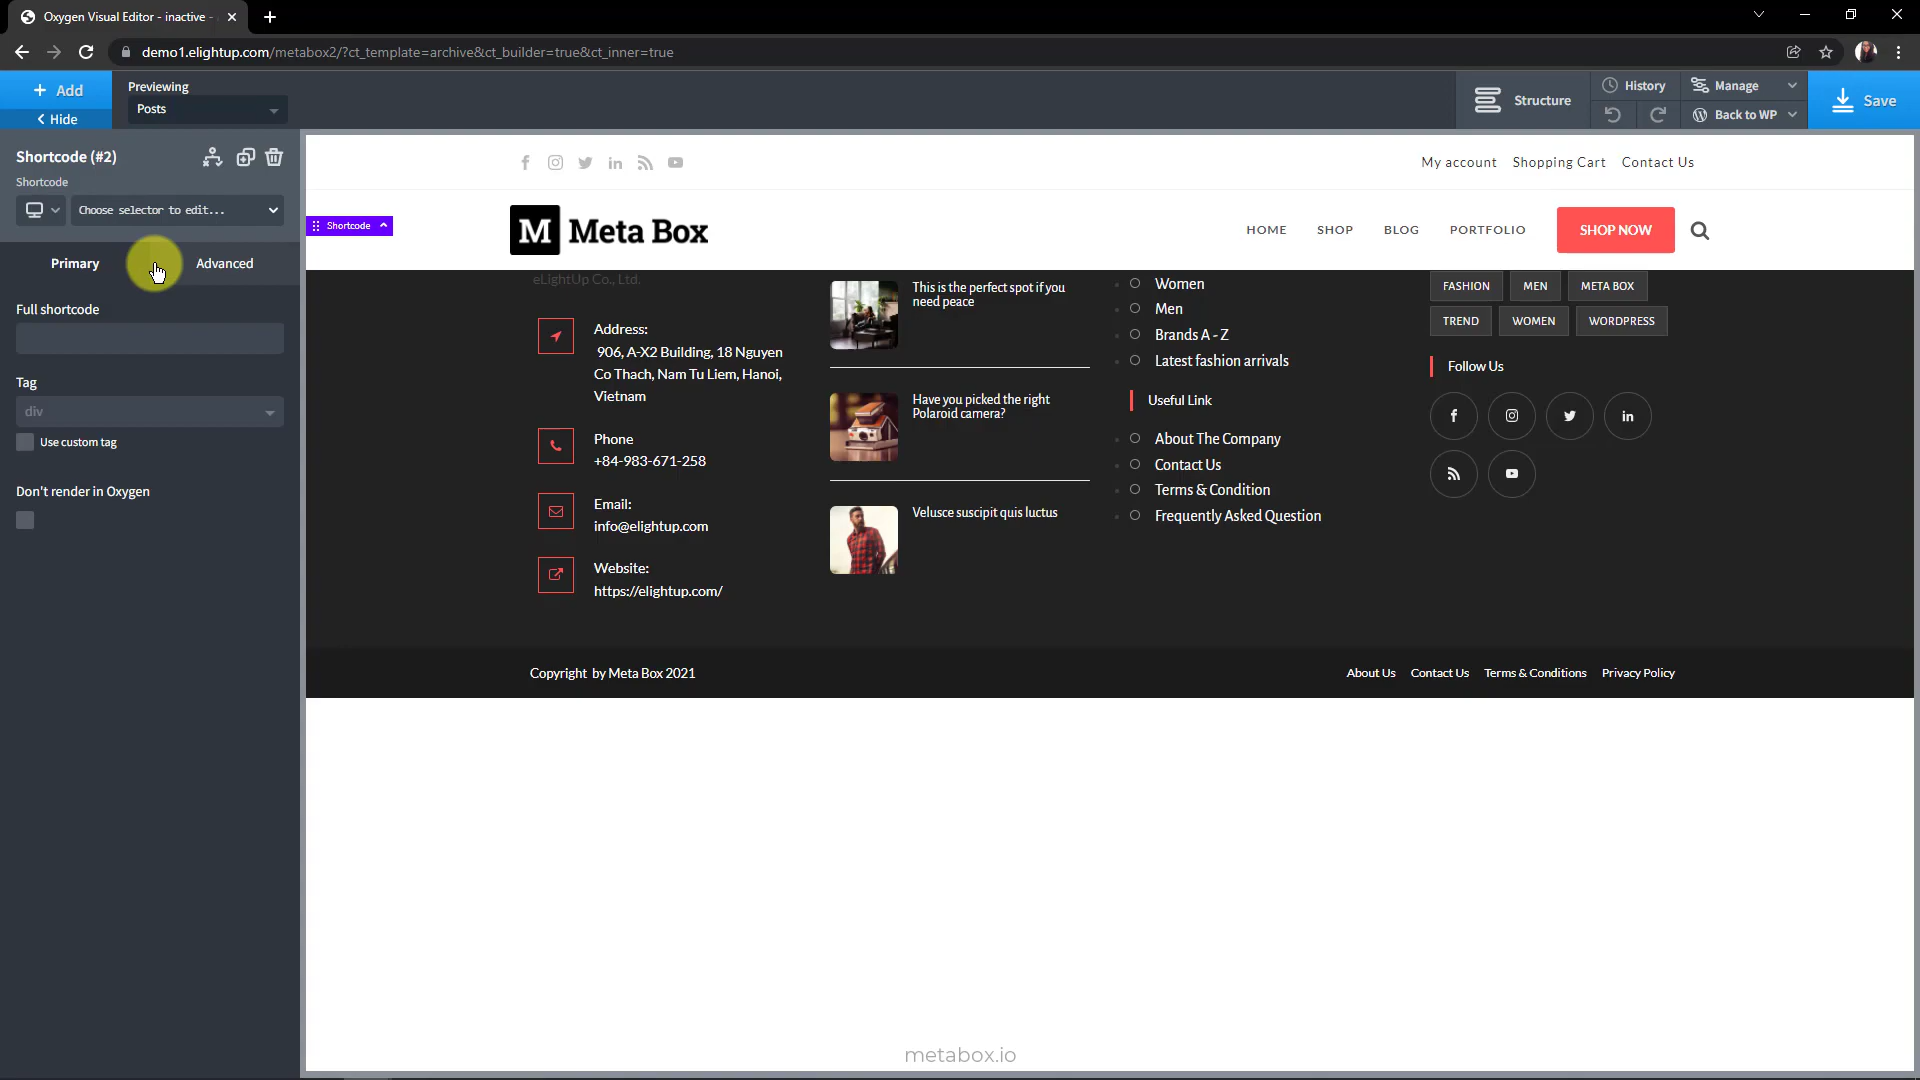 Oxygen Visual Editor - inactive -
demo1.elightup.com/metabox2/?ct_template=archive&ct_builder=true&ct_inner=true
+ Add
Hide
Previewing
Posts
Structure
History
Manage
Back to WP
Save
Shortcode (#2)
Shortcode
Choose selector to edit...
Primary
Advanced
Full shortcode
Tag
div
Use custom tag
Don't render in Oxygen
My account Shopping Cart Contact Us
Shortcode
M Meta Box
HOME SHOP BLOG PORTFOLIO SHOP NOW
eLightUp Co., Ltd.
Address:
906, A-X2 Building, 18 Nguyen
Co Thach, Nam Tu Liem, Hanoi,
Vietnam
Phone
+84-983-671-258
Email:
info@elightup.com
Website:
https://elightup.com/
This is the perfect spot if you
need peace
Have you picked the right
Polaroid camera?
Velusce suscipit quis luctus
Women
Men
Brands A - Z
Latest fashion arrivals
Useful Link
About The Company
Contact Us
Terms & Condition
Frequently Asked Question
FASHION MEN META BOX
TREND WOMEN WORDPRESS
Follow Us
Copyright by Meta Box 2021
About Us Contact Us Terms & Conditions Privacy Policy
metabox.io